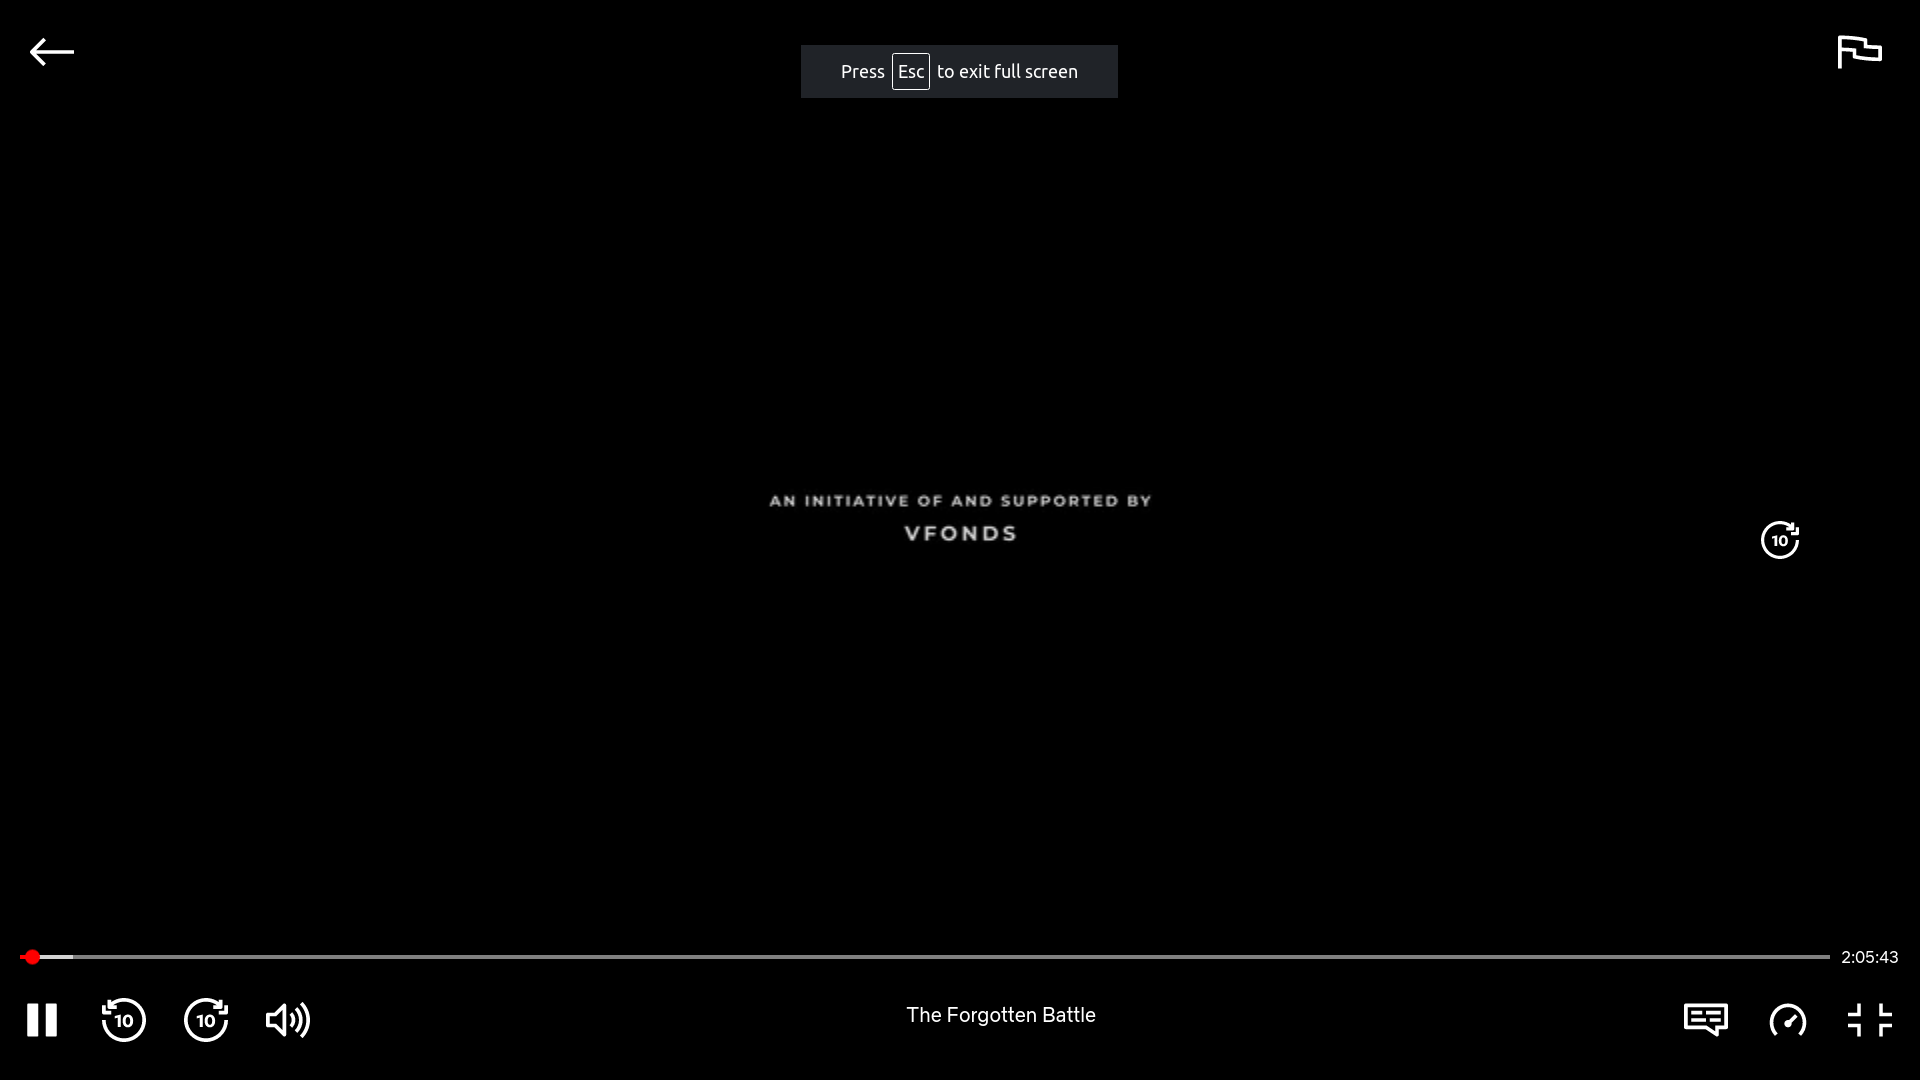 Press Esc to exit full screen
AN INITIATIVE OF AND SUPPORTED BY
VFONDS
10
2:05:43
10
10
The Forgotten Battle